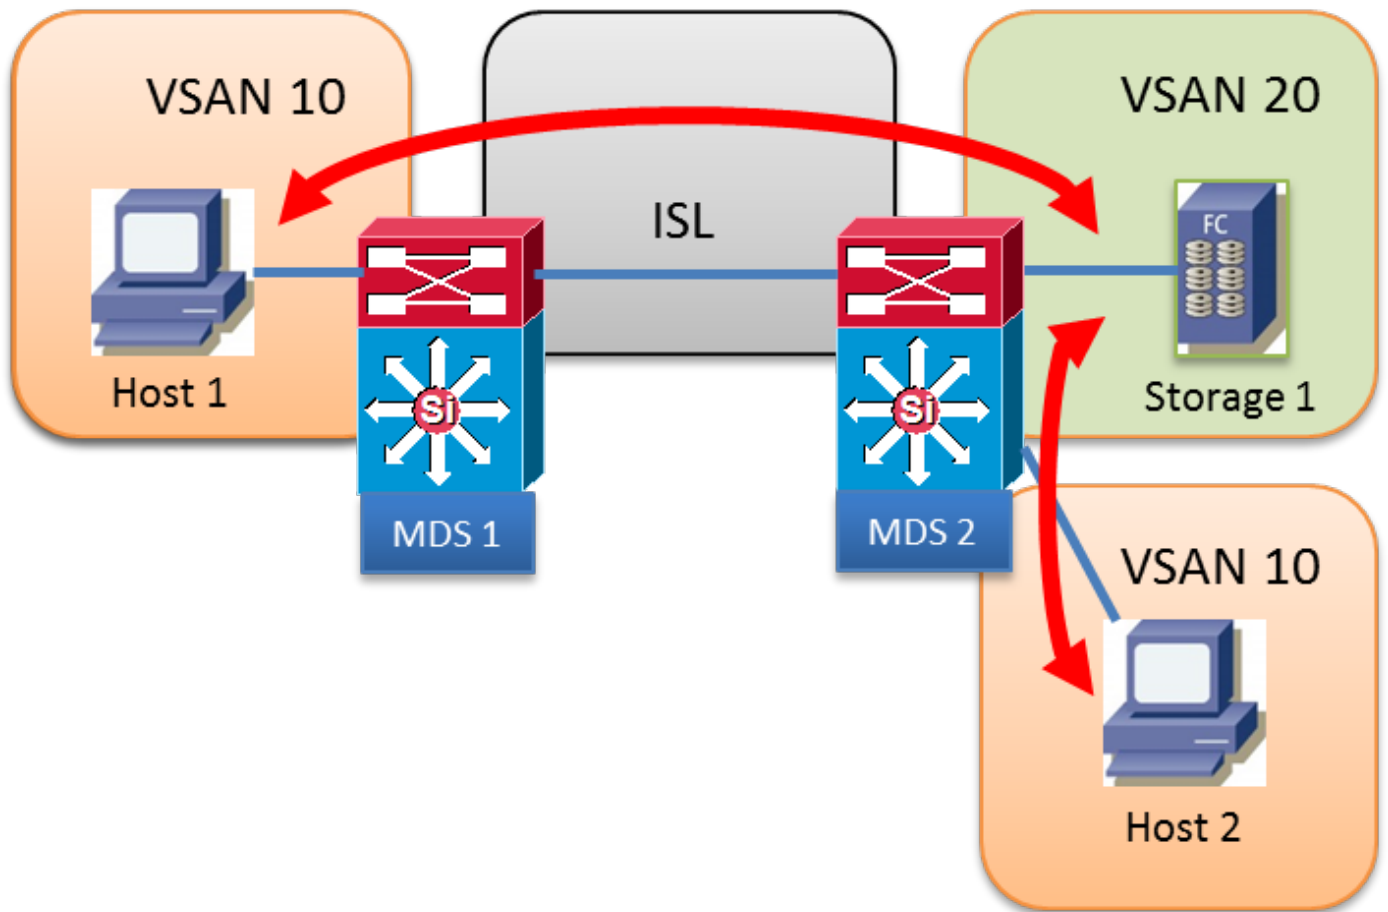 VSAN 10
Host 1
ISL
VSAN 20
FC
Storage 1
Si
MDS 1
Si
MDS 2
VSAN 10
Host 2